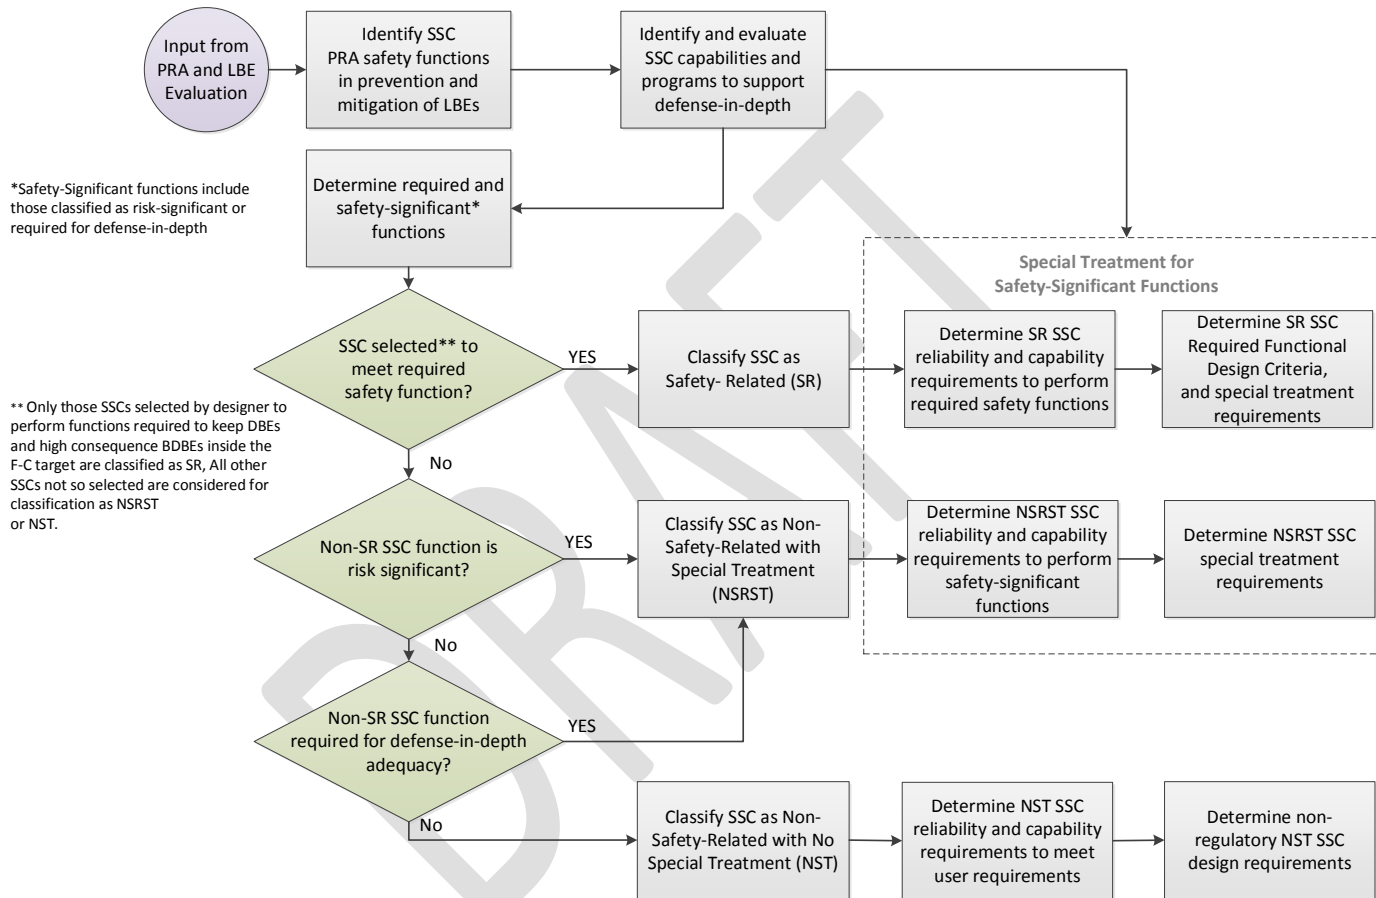 Input from
PRA and LBE
Evaluation
Identify SSC
PRA safety functions
in prevention and
mitigation of LBEs
Identify and evaluate
SSC capabilities and
programs to support
defense-in-depth
*Safety-Significant functions include
those classified as risk-significant or
required for defense-in-depth
Determine required and
safety-significant*
functions
Special Treatment for
Safety-Significant Functions
SSC selected** to
meet required
safety function?
YES
Classify SSC as
Safety- Related (SR)
Determine SR SSC
reliability and capability
requirements to perform
required safety functions
Determine SR SSC
Required Functional
Design Criteria,
and special treatment
requirements
** Only those SSCs selected by designer to
perform functions required to keep DBEs
and high consequence BDBEs inside the
F-C target are classified as SR, All other
SSCs not so selected are considered for
classification as NSRST
or NST.
No
Non-SR SSC function is
risk significant?
YES
Classify SSC as Non-
Safety-Related with
Special Treatment
(NSRST)
Determine NSRST SSC
reliability and capability
requirements to perform
safety-significant
functions
Determine NSRST SSC
special treatment
requirements
No
Non-SR SSC function
required for defense-in-depth
adequacy?
YES
No
Classify SSC as Non-
Safety-Related with No
Special Treatment (NST)
Determine NST SSC
reliability and capability
requirements to meet
user requirements
Determine non-
regulatory NST SSC
design requirements
DRAFT